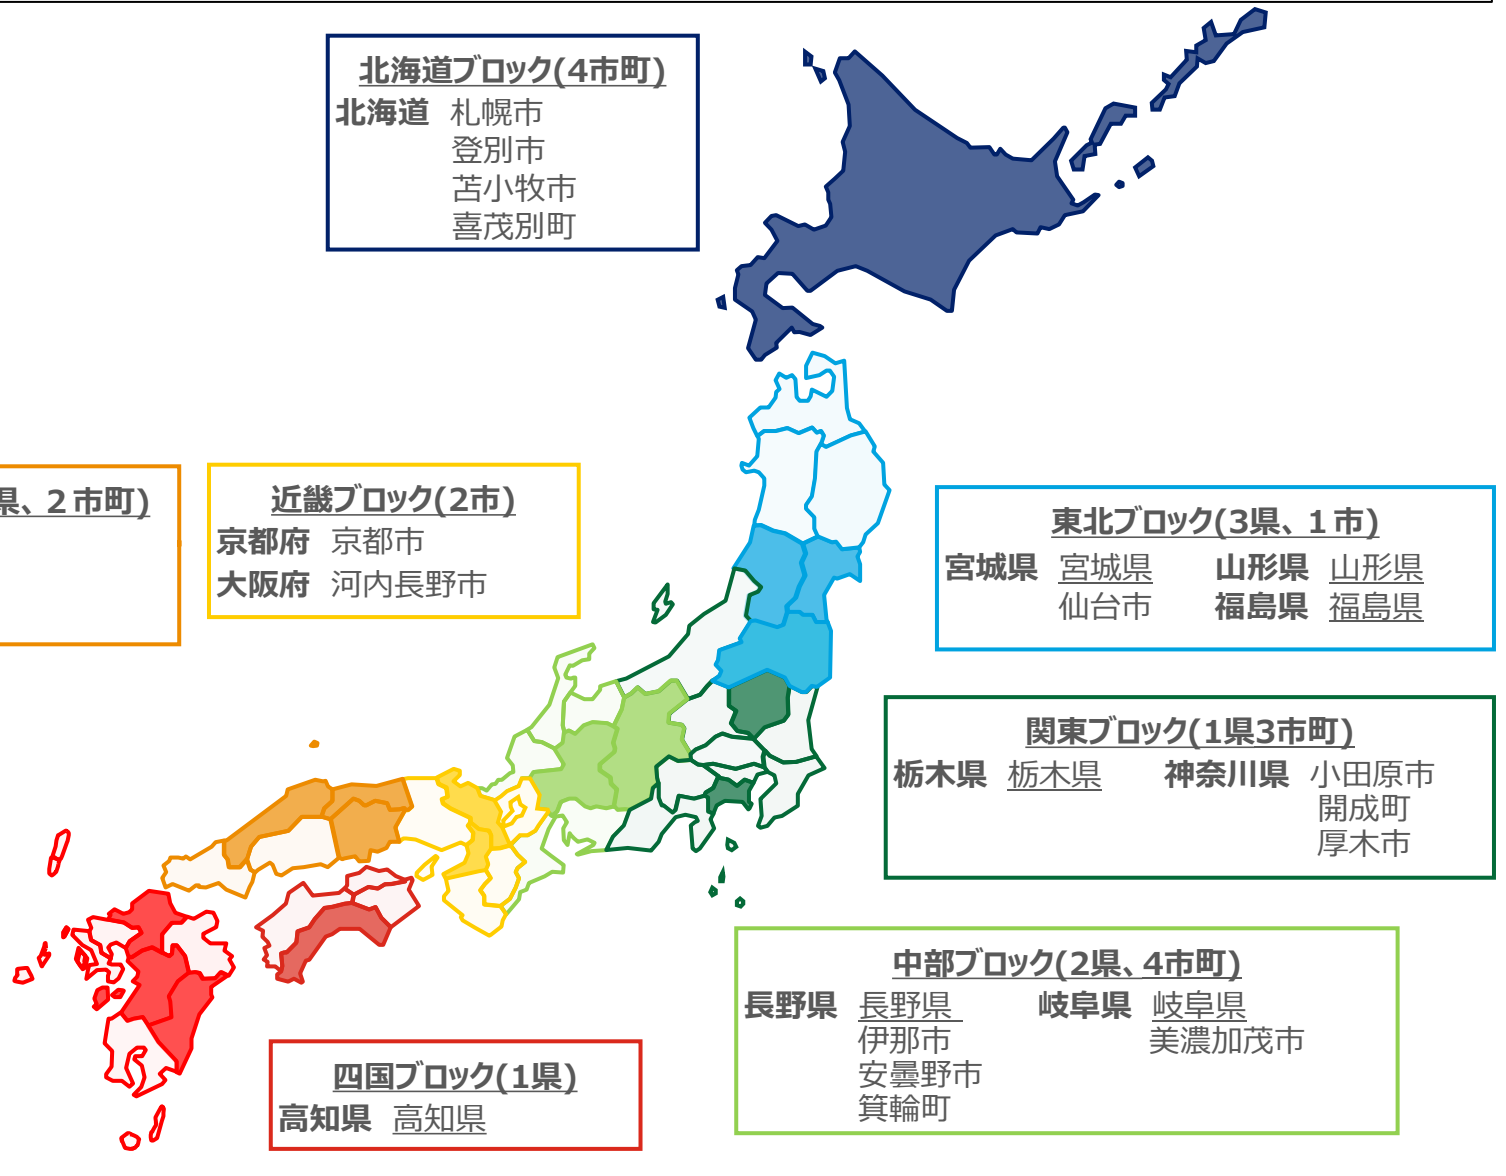 北海道ブロック(4市町)
北海道 札幌市
登別市
苫小牧市
喜茂別町
県、2市町)
近畿ブロック(2市)
京都府 京都市
大阪府 河内長野市
東北ブロック(3県、1市)
宮城県 宮城県 山形県 山形県
仙台市 福島県 福島県
関東ブロック(1県3市町)
栃木県 栃木県 神奈川県 小田原市
開成町
厚木市
中部ブロック(2県、4市町)
長野県 長野県 岐阜県 岐阜県
伊那市 美濃加茂市
安曇野市
箕輪町
四国ブロック(1県)
高知県 高知県